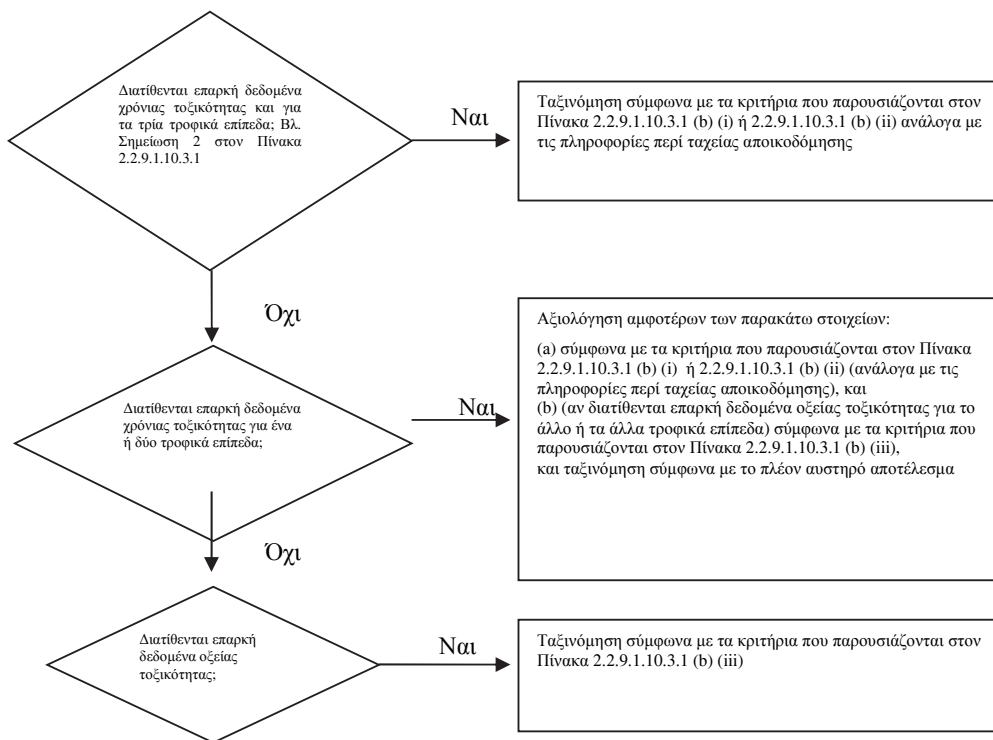 Διατίθενται επαρκή δεδομένα
χρόνιας τοξικότητας και για
τα τρία τροφικά επίπεδα; Βλ.
Σημείωση 2 στον Πίνακα
2.2.9.1.10.3.1
Ναι
Ταξινόμηση σύμφωνα με τα κριτήρια που παρουσιάζονται στον
Πίνακα 2.2.9.1.10.3.1 (b) (i) ή 2.2.9.1.10.3.1 (b) (ii) ανάλογα με
τις πληροφορίες περί ταχείας αποικοδόμησης
Όχι
Διατίθενται επαρκή δεδομένα
χρόνιας τοξικότητας για ένα
ή δύο τροφικά επίπεδα;
Ναι
Αξιολόγηση αμφοτέρων των παρακάτω στοιχείων:
(a) σύμφωνα με τα κριτήρια που παρουσιάζονται στον Πίνακα
2.2.9.1.10.3.1 (b) (i) ή 2.2.9.1.10.3.1 (b) (ii) (ανάλογα με τις
πληροφορίες περί ταχείας αποικοδόμησης), και
(b) (αν διατίθενται επαρκή δεδομένα οξείας τοξικότητας για το
άλλο ή τα άλλα τροφικά επίπεδα) σύμφωνα με τα κριτήρια που
παρουσιάζονται στον Πίνακα 2.2.9.1.10.3.1 (b) (iii),
και ταξινόμηση σύμφωνα με το πλέον αυστηρό αποτέλεσμα
Όχι
Διατίθενται επαρκή
δεδομένα οξείας
τοξικότητας;
Ναι
Ταξινόμηση σύμφωνα με τα κριτήρια που παρουσιάζονται στον
Πίνακα 2.2.9.1.10.3.1 (b) (iii)